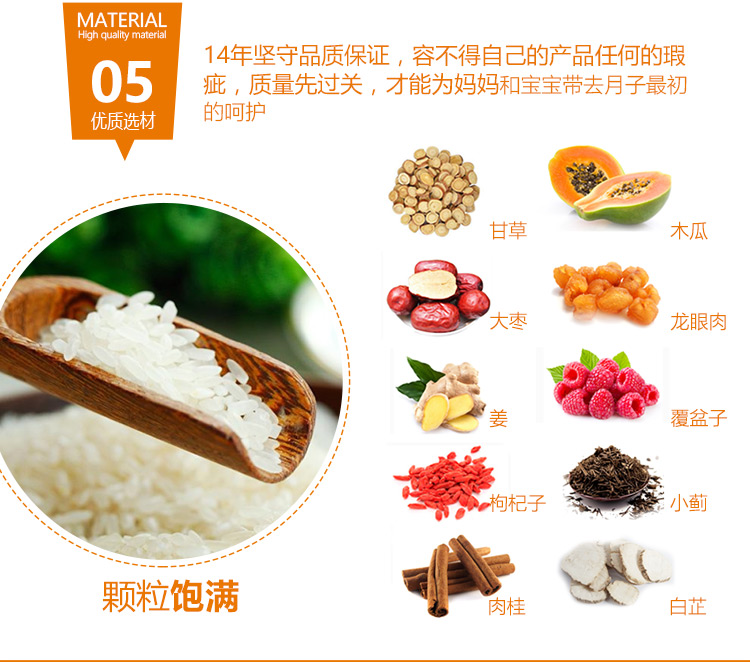 MATERIAL
High quality material
05
优质选材
14年坚守品质保证，容不得自己的产品任何的瑕
疵，质量先过关，才能为妈妈和宝宝带去月子最初
的呵护
甘草
木瓜
大枣
龙眼肉
姜
覆盆子
枸杞子
小蓟
肉桂
白芷
颗粒饱满